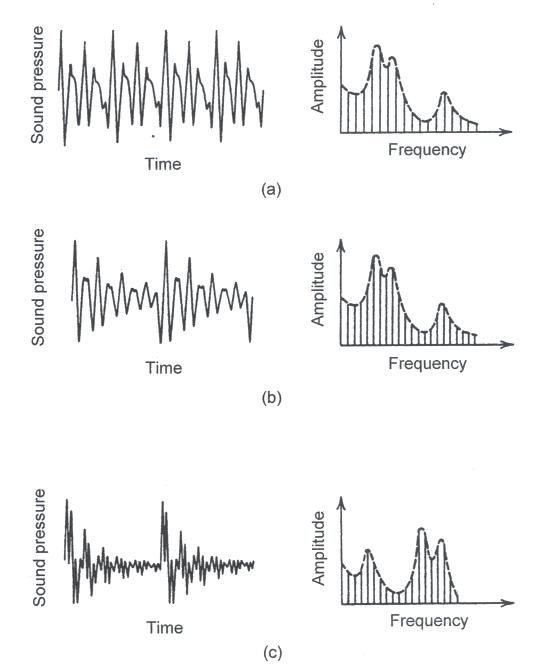 Sound pressure
Time
Amplitude
Frequency
(a)
Sound pressure
Time
Amplitude
Frequency
(b)
Sound pressure
Time
Amplitude
Frequency
(c)